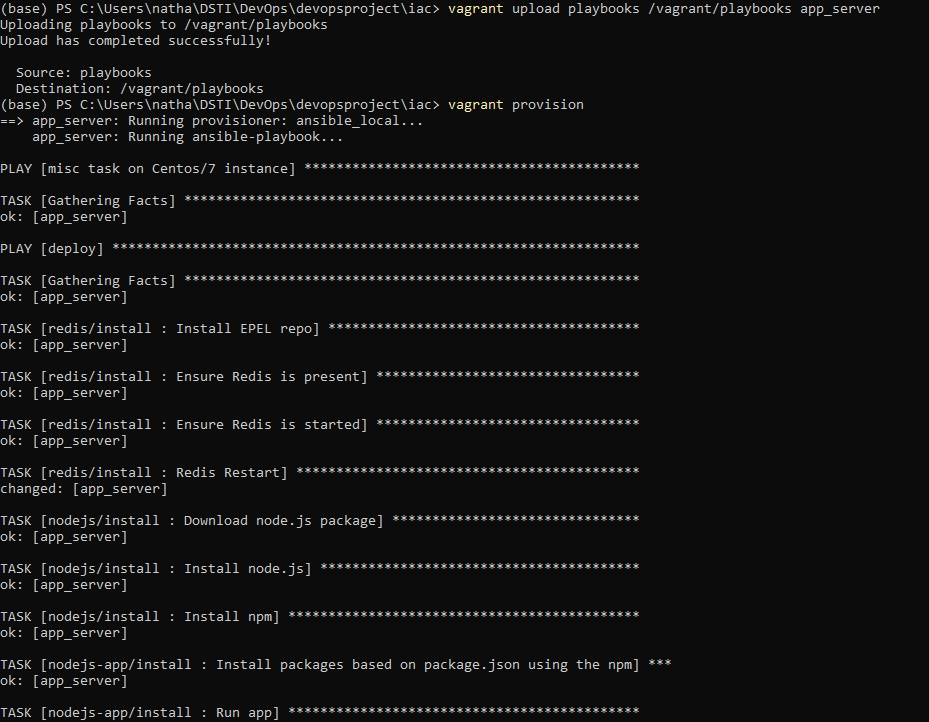 (base) PS C:\Users\natha\DSTI\DevOps\devopsproject\iac> vagrant upload playbooks /vagrant/playbooks app_server
Uploading playbooks to /vagrant/playbooks
Upload has completed successfully!
Source: playbooks
Destination: /vagrant/playbooks
(base) PS C:\Users\natha\DSTI\DevOps\devopsproject\iac> vagrant provision
==> app_server: Running provisioner: ansible_local...
app_server: Running ansible-playbook...
PLAY [misc task on Centos/7 instance] ******************************************
TASK [Gathering Facts] *********************************************************
ok: [app_server]
PLAY [deploy] ******************************************************************
TASK [Gathering Facts] *********************************************************
ok: [app_server]
TASK [redis/install : Install EPEL repo] ***************************************
ok: [app_server]
TASK [redis/install : Ensure Redis is present] *********************************
ok: [app_server]
TASK [redis/install : Ensure Redis is started] *********************************
ok: [app_server]
TASK [redis/install : Redis Restart] *******************************************
changed: [app_server]
TASK [nodejs/install : Download node.js package] *******************************
ok: [app_server]
TASK [nodejs/install : Install node.js] ****************************************
ok: [app_server]
TASK [nodejs/install : Install npm] ********************************************
ok: [app_server]
TASK [nodejs-app/install : Install packages based on package.json using the npm] ***
ok: [app_server]
TASK [nodejs-app/install : Run app] ********************************************